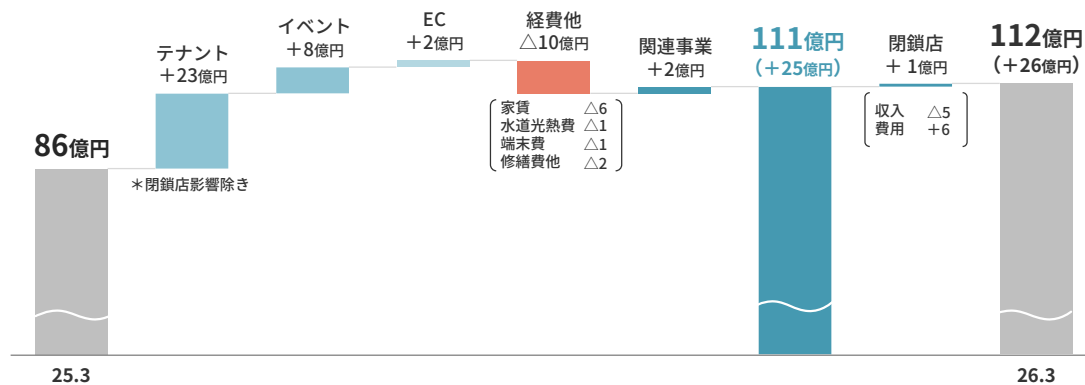 86億円
テナント
+23億円
＊閉鎖店影響除き
イベント
+8億円
EC
+2億円
経費他
△10億円
家賃 △6
水道光熱費 △1
端末費 △1
修繕費他 △2
関連事業
+2億円
111億円
(+25億円)
閉鎖店
+ 1億円
収入 △5
費用 +6
112億円
(+26億円)
25.3
26.3